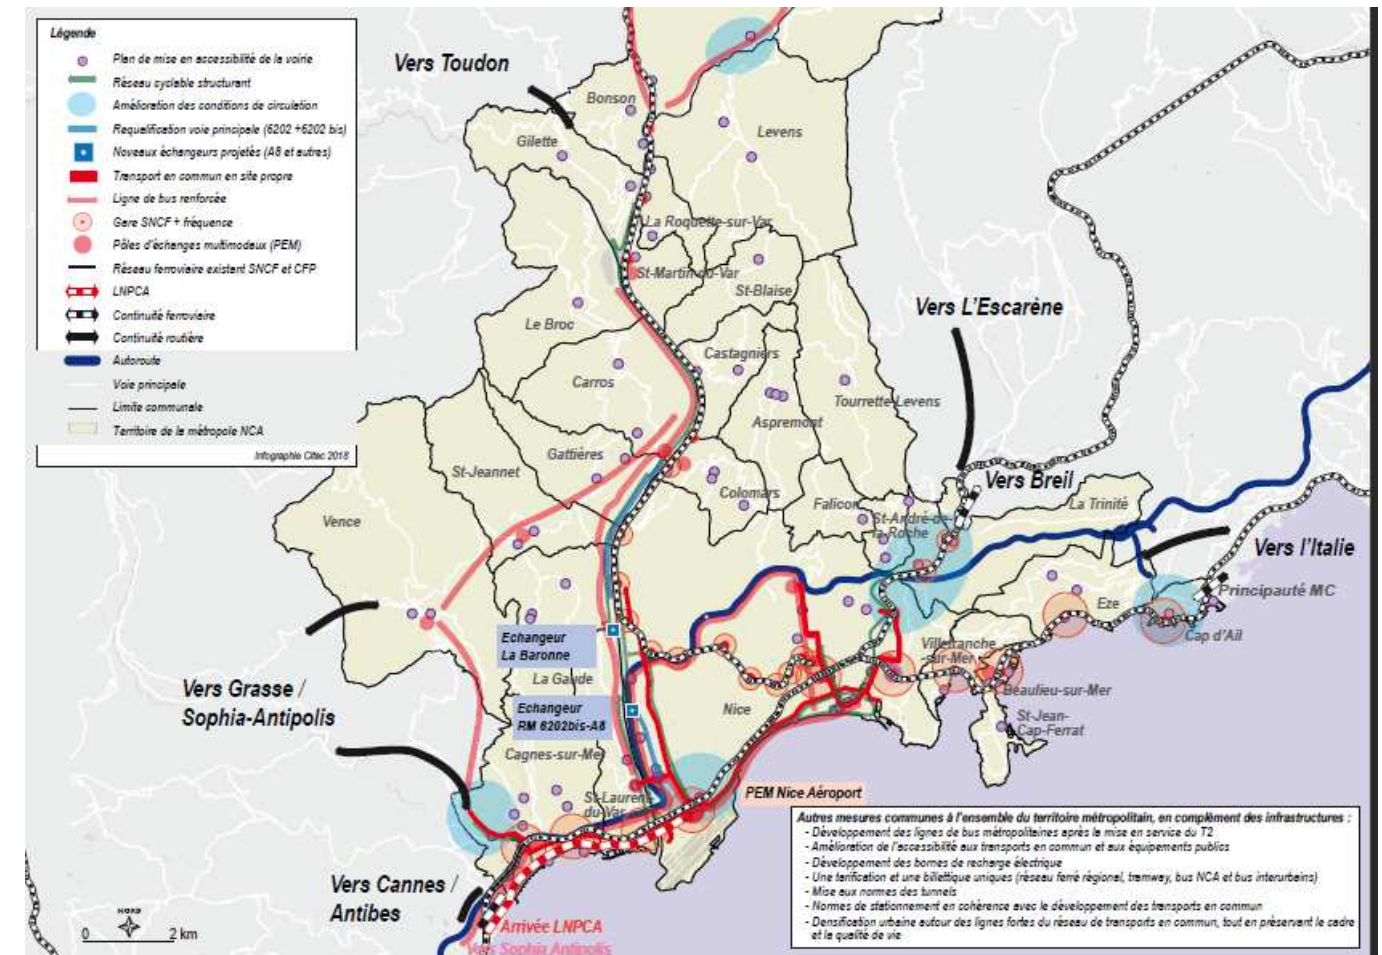 Légende
Plan de mise en accessibilité de la voirie
Réseau cyclable structurant
Amélioration des conditions de circulation
Requalification voie principale (6202 +6202 bis)
Noveaux échangeurs projetés (A8 et autres)
Transport en commun en site propre
Ligne de bus renforcée
Gare SNCF + fréquence
Pôles d'échanges multimodaux (PEM)
Réseau ferroviaire existant SNCF et CFP
LNPCA
Continuité ferroviaire
Continuité routière
Autoroute
Voie principale
Limite communale
Territoire de la métropole NCA
Infographie Citec 2018
Vers Toudon
Bonson
Gilette
Levens
La Roquette-sur-Var
St-Martin-du-Var
St-Blaise
Le Broc
Vers L'Escarène
Castagniers
Carros
Tourrette-Levens
Aspremont
Gattières
St-Jeannet
Colomars
Vers Breil
La Trinité
Falicon
St-André-de-
la-Roche
Vence
Vers l'Italie
Principauté MC
Eze
Cap d'Ail
Echangeur
La Baronne
Villefranche
-sur-Mer
La Gaude
Beaulieu-sur-Mer
Vers Grasse /
Sophia-Antipolis
Echangeur
RM 6202bis-A8
Nice
St-Jean-
Cap-Ferrat
Cagnes-sur-Mer
St-Laurent-
du-Var
PEM Nice Aéroport
Autres mesures communes à l'ensemble du territoire métropolitain, en complément des infrastructures :
- Développement des lignes de bus métropolitaines après la mise en service du T2
- Amélioration de l'accessibilité aux transports en commun et aux équipements publics
- Développement des bornes de recharge électrique
- Une tarification et une billettique uniques (réseau ferré régional, tramway, bus NCA et bus interurbains)
- Mise aux normes des tunnels
- Normes de stationnement en cohérence avec le développement des transports en commun
- Densification urbaine autour des lignes fortes du réseau de transports en commun, tout en préservant le cadre
et la qualité de vie
Vers Cannes /
Antibes
NORD
0 2 km
Arrivée LNPCA
Vers Sophia Antipolis